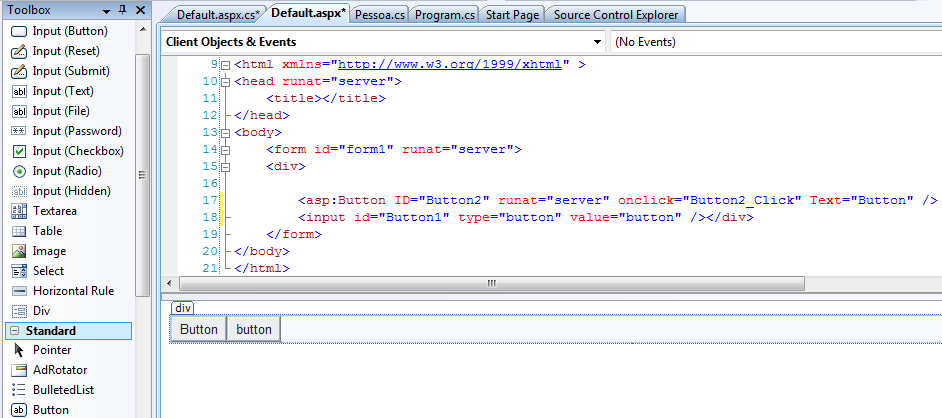 Toolbox
Input (Button)
Input (Reset)
Input (Submit)
Input (Text)
Input (File)
Input (Password)
Input (Checkbox)
Input (Radio)
Input (Hidden)
Textarea
Table
Image
Select
Horizontal Rule
Div
Standard
Pointer
AdRotator
BulletedList
Button
Default.aspx.cs* Default.aspx* Pessoa.cs Program.cs Start Page Source Control Explorer
Client Objects & Events (No Events)
9 <html xmlns="http://www.w3.org/1999/xhtml" >
10 <head runat="server">
11 <title></title>
12 </head>
13 <body>
14 <form id="form1" runat="server">
15 <div>
16
17 <asp:Button ID="Button2" runat="server" onclick="Button2_Click" Text="Button" />
18 <input id="Button1" type="button" value="button" /></div>
19 </form>
20 </body>
21 </html>
div
Button button